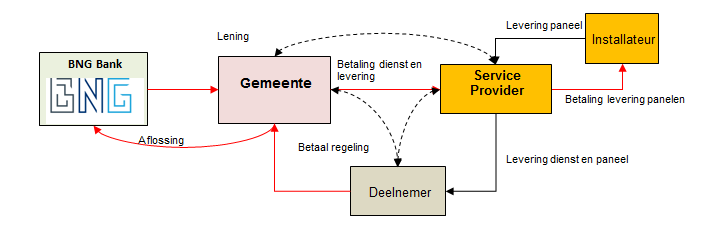 Levering paneel
Lening
Installateur
BNG Bank
Betaling dienst en
levering
Service
Provider
Gemeente
BNG
Betaling levering panelen
Aflossing
Betaal regeling
Levering dienst en paneel
Deelnemer